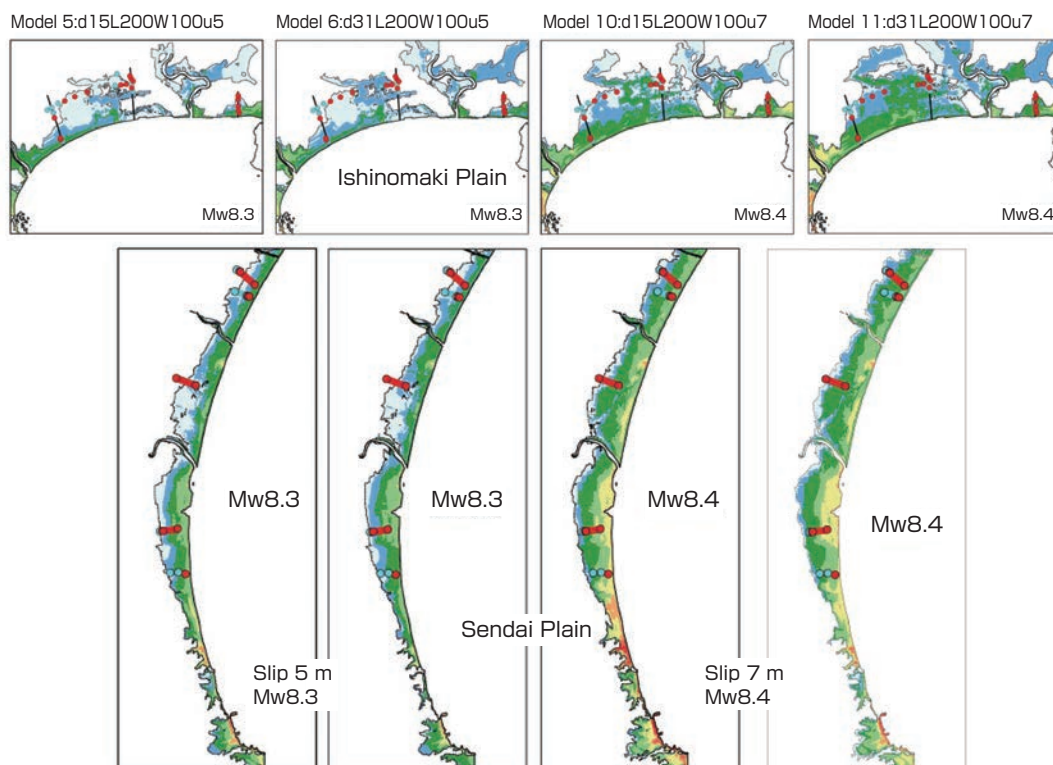 Model 5:d15L200W100u5
Model 6:d31L200W100u5
Model 10:d15L200W100u7
Model 11:d31L200W100u7
Ishinomaki Plain
Mw8.3
Mw8.3
Mw8.4
Mw8.4
Mw8.3
Mw8.3
Mw8.4
Mw8.4
Sendai Plain
Slip 5 m
Mw8.3
Slip 7 m
Mw8.4